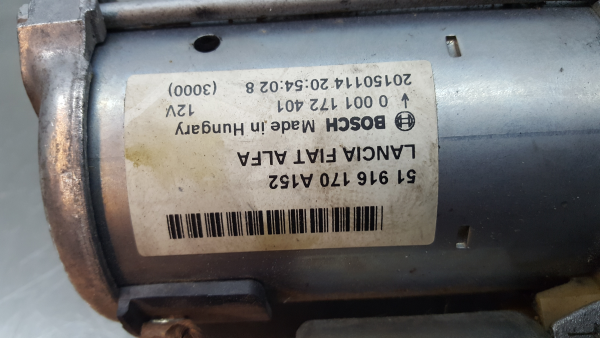 51 916 170 A152
LANCIA FIAT ALFA
BOSCH Made in Hungary
0 001 172 401 12V
20150114 20:54:02 8 (3000)